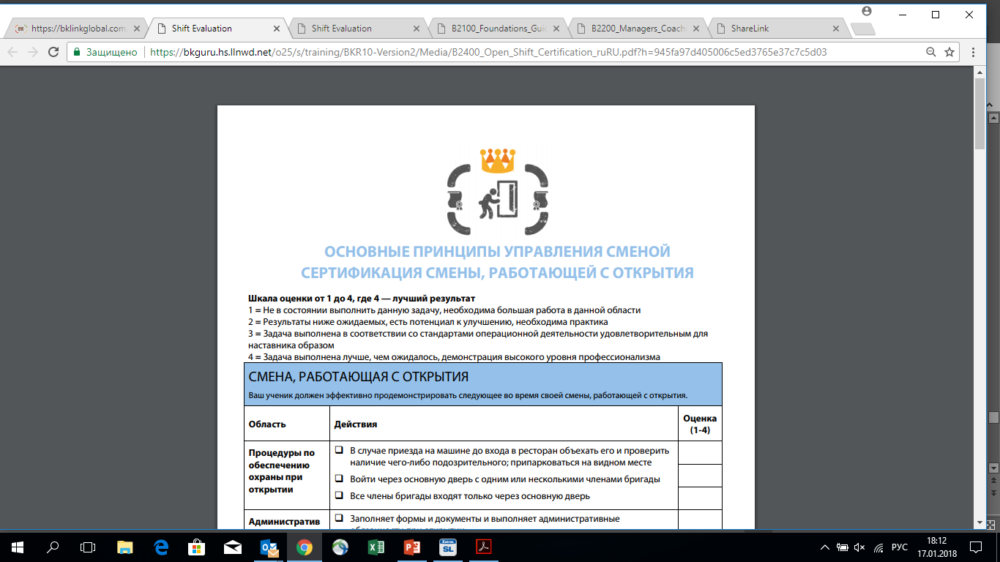 https://bklinkglobal.com
Shift Evaluation
Shift Evaluation
B2100_Foundations_Gui
B2200_Managers_Coach
ShareLink
Защищено
https://bkguru.hs.llnwd.net/o25/s/training/BKR10-Version2/Media/B2400_Open_Shift_Certification_ruRU.pdf?h=945fa97d405006c5ed3765e37c7c5d03
ОСНОВНЫЕ ПРИНЦИПЫ УПРАВЛЕНИЯ СМЕНОЙ
СЕРТИФИКАЦИЯ СМЕНЫ, РАБОТАЮЩЕЙ С ОТКРЫТИЯ
Шкала оценки от 1 до 4, где 4 — лучший результат
1 = Не в состоянии выполнить данную задачу, необходима большая работа в данной области
2 = Результаты ниже ожидаемых, есть потенциал к улучшению, необходима практика
3 = Задача выполнена в соответствии со стандартами операционной деятельности удовлетворительным для
наставника образом
4 = Задача выполнена лучше, чем ожидалось, демонстрация высокого уровня профессионализма
СМЕНА, РАБОТАЮЩАЯ С ОТКРЫТИЯ
Ваш ученик должен эффективно продемонстрировать следующее во время своей смены, работающей с открытия.
Область
Действия
Оценка
(1-4)
Процедуры по
обеспечению
охраны при
открытии
В случае приезда на машине до входа в ресторан объехать его и проверить
наличие чего-либо подозрительного; припарковаться на видном месте
Войти через основную дверь с одним или несколькими членами бригады
Все члены бригады входят только через основную дверь
Административ
Заполняет формы и документы и выполняет административные
РУС
18:12
17.01.2018